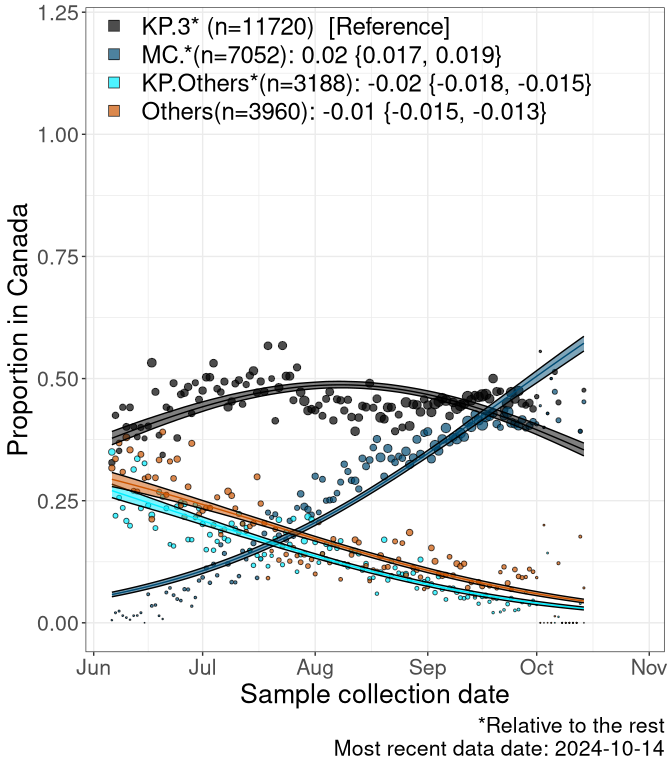 KP.3* (n=11720)  [Reference]
MC.*(n=7052): 0.02 {0.017, 0.019}
KP.Others*(n=3188): -0.02 {-0.018, -0.015}
Others(n=3960): -0.01 {-0.015, -0.013}
1.25
1.00
0.75
0.50
0.25
0.00
Proportion in Canada
Jun Jul Aug Sep Oct Nov
Sample collection date
*Relative to the rest
Most recent data date: 2024-10-14